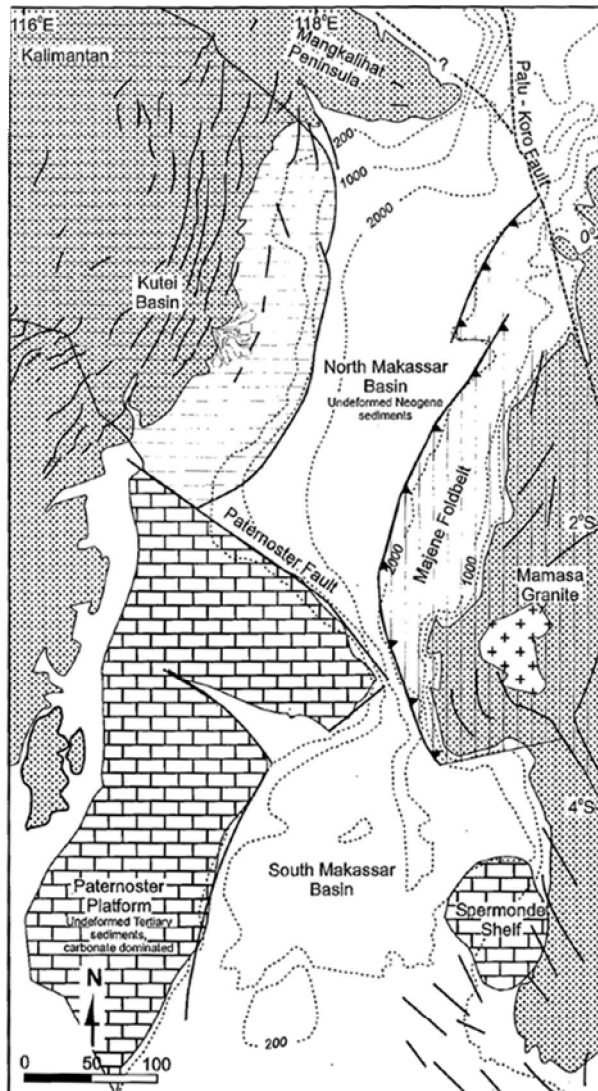 116°E
118°E
Kalimantan
Mangkalihat
Peninsula
?
Palu - Koro Fault
200
1000
2000
0°
Kutei
Basin
North Makassar
Basin
Undeformed Neogene
sediments
Majene Foldbelt
2000
1000
2°S
Paternoster Fault
Mamasa
Granite
4°S
South Makassar
Basin
Paternoster
Platform
Undeformed Tertiary
sediments,
carbonate dominated
Spermonde
Shelf
N
200
0 50 100